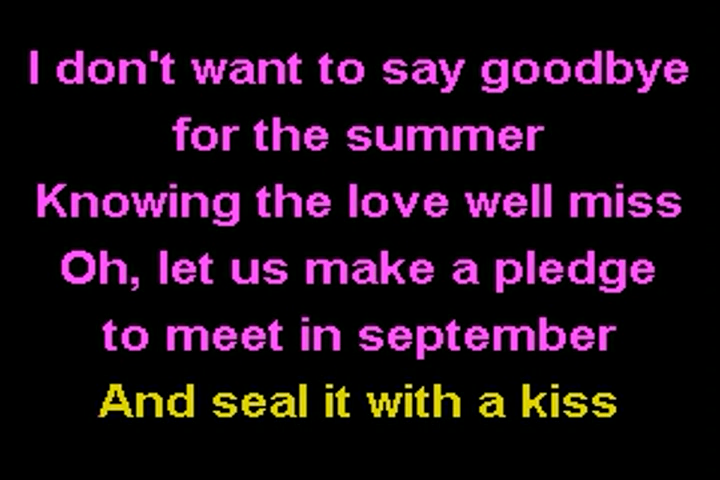 I don't want to say goodbye
for the summer
Knowing the love well miss
Oh, let us make a pledge
to meet in september
And seal it with a kiss